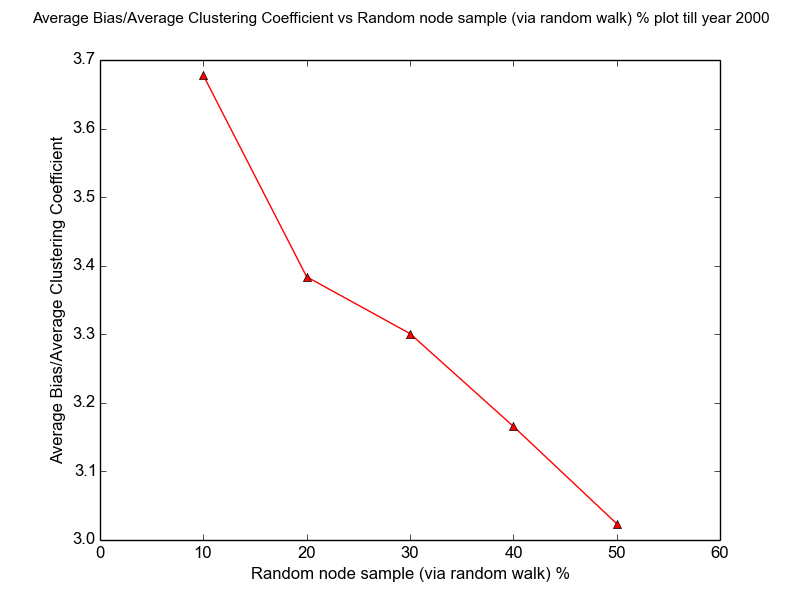 Average Bias/Average Clustering Coefficient vs Random node sample (via random walk) % plot till year 2000
3.7
3.6
3.5
3.4
3.3
3.2
3.1
3.0
Average Bias/Average Clustering Coefficient
0 10 20 30 40 50 60
Random node sample (via random walk) %